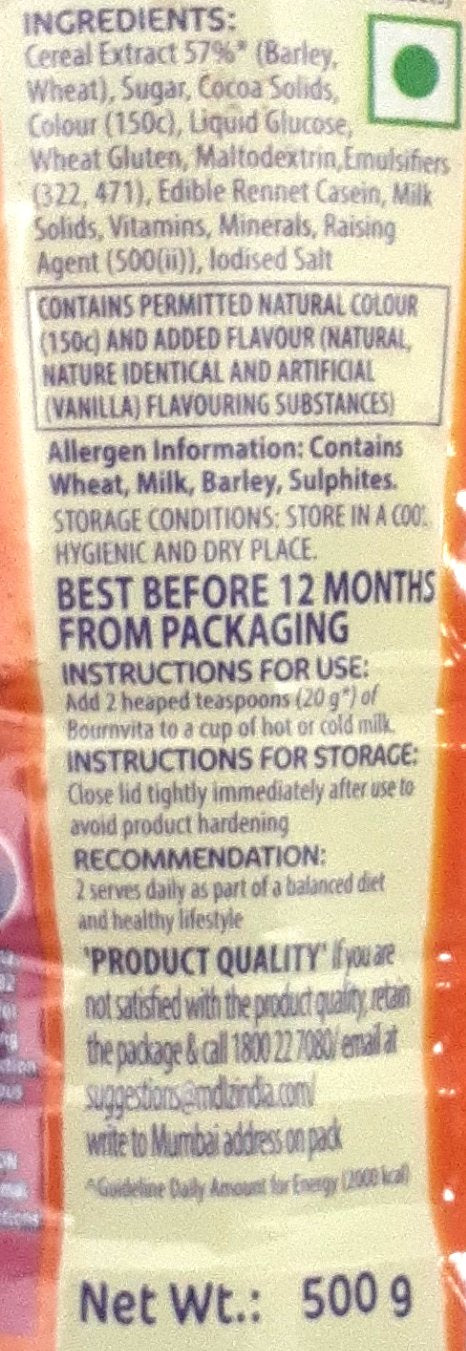 INGREDIENTS:
Cereal Extract 57%* (Barley,
Wheat), Sugar, Cocoa Solids,
Colour (150c), Liquid Glucose,
Wheat Gluten, Maltodextrin, Emulsifiers
(322, 471), Edible Rennet Casein, Milk
Solids, Vitamins, Minerals, Raising
Agent (500(ii)), Iodised Salt
CONTAINS PERMITTED NATURAL COLOUR
(150c) AND ADDED FLAVOUR (NATURAL,
NATURE IDENTICAL AND ARTIFICIAL
(VANILLA) FLAVOURING SUBSTANCES)
Allergen Information: Contains
Wheat, Milk, Barley, Sulphites.
STORAGE CONDITIONS: STORE IN A COOL,
HYGIENIC AND DRY PLACE.
BEST BEFORE 12 MONTHS
FROM PACKAGING
INSTRUCTIONS FOR USE:
Add 2 heaped teaspoons (20 g*) of
Bournvita to a cup of hot or cold milk.
INSTRUCTIONS FOR STORAGE:
Close lid tightly immediately after use to
avoid product hardening
RECOMMENDATION:
2 serves daily as part of a balanced diet
and healthy lifestyle
'PRODUCT QUALITY' If you are
not satisfied with the product quality, retain
the package & call 1800 22 7080/ email at
suggestions@mdlzindia.com/
write to Mumbai address on pack
^Guideline Daily Amount for Energy (2000 kcal)
Net Wt.: 500 g